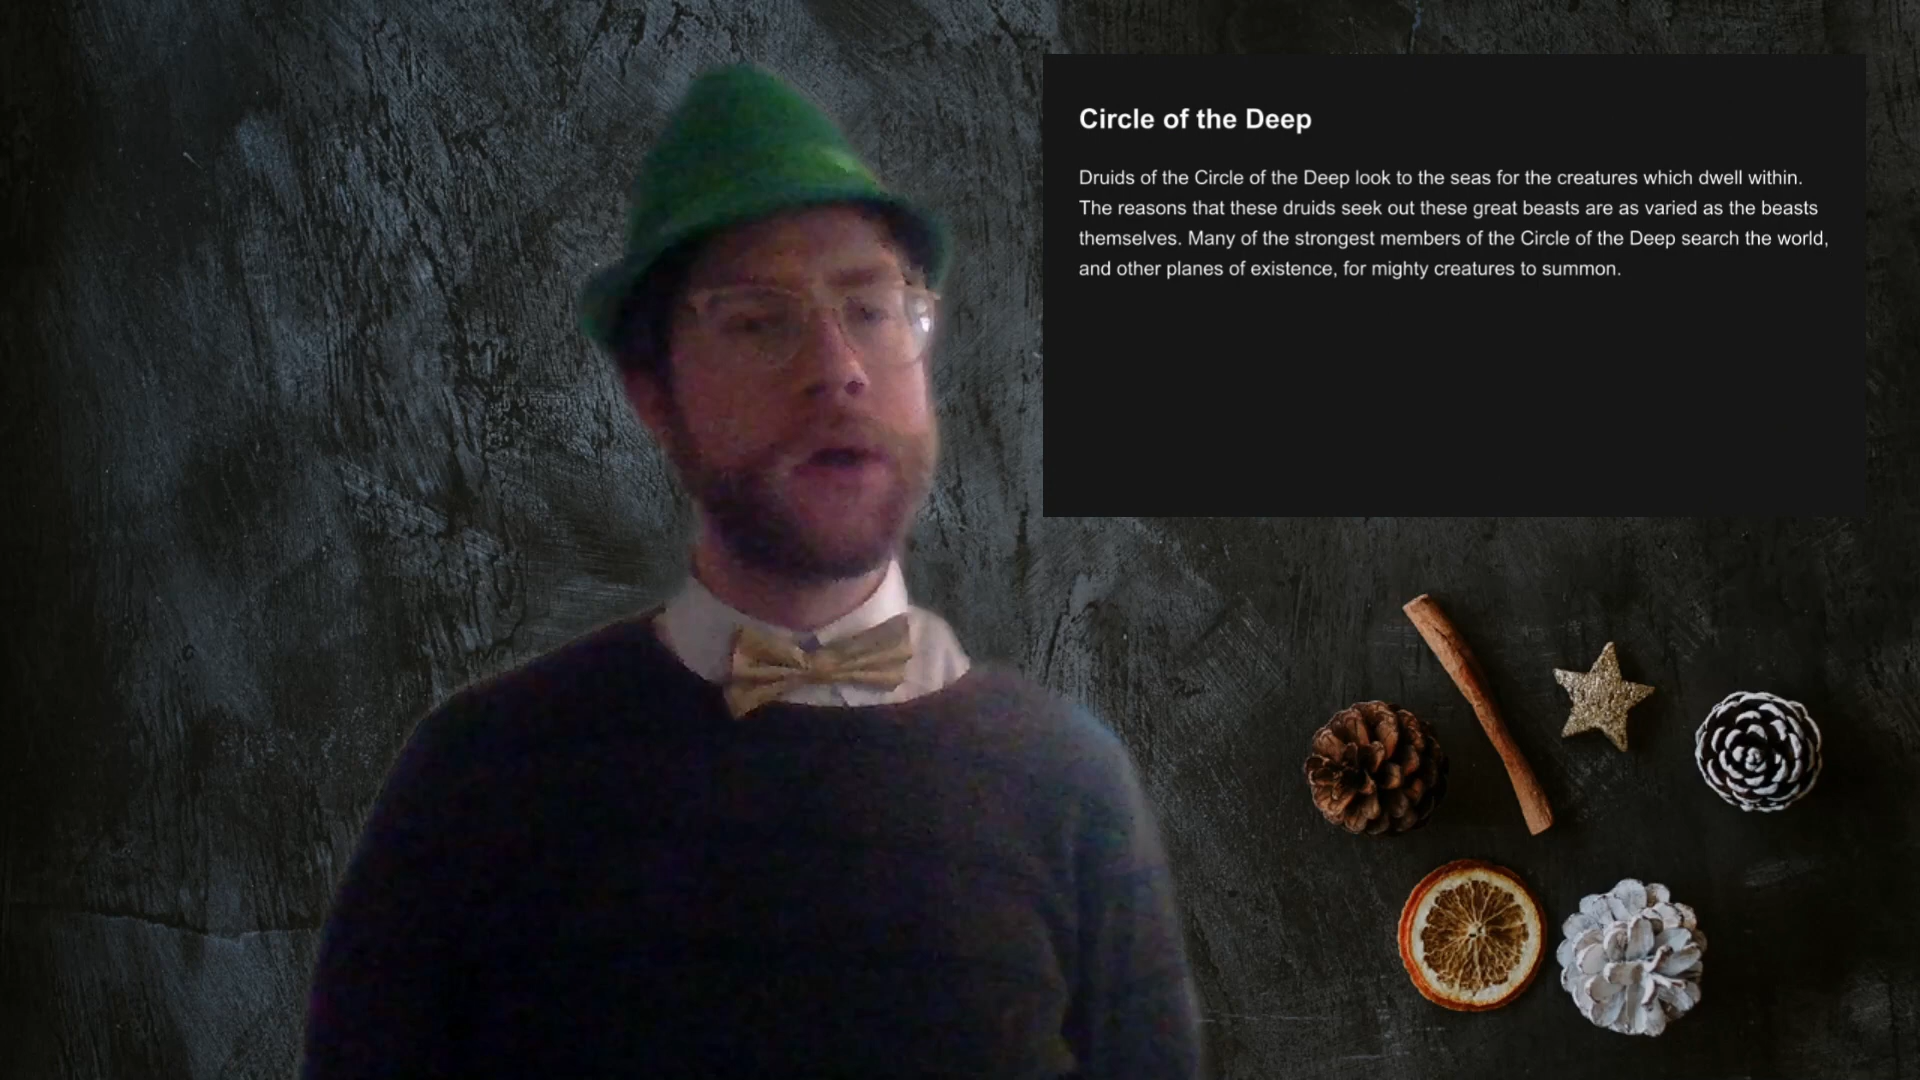 Circle of the Deep
Druids of the Circle of the Deep look to the seas for the creatures which dwell within.
The reasons that these druids seek out these great beasts are as varied as the beasts
themselves. Many of the strongest members of the Circle of the Deep search the world,
and other planes of existence, for mighty creatures to summon.